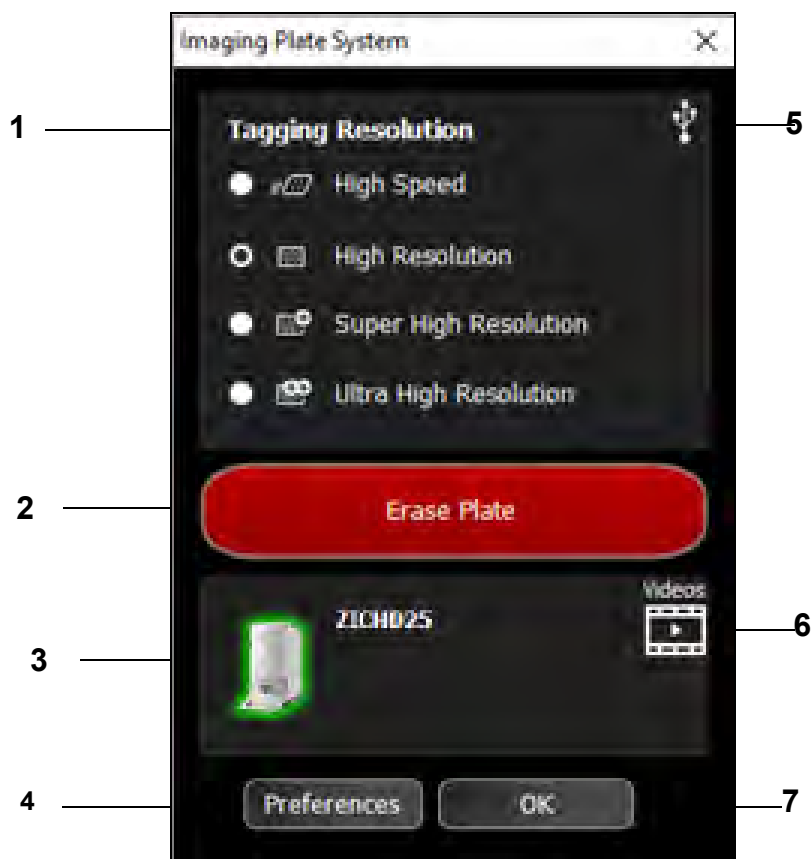 Imaging Plate System
1
Tagging Resolution
5
High Speed
High Resolution
Super High Resolution
Ultra High Resolution
2
Erase Plate
3
ZICHD25
Videos
6
4
Preferences
OK
7